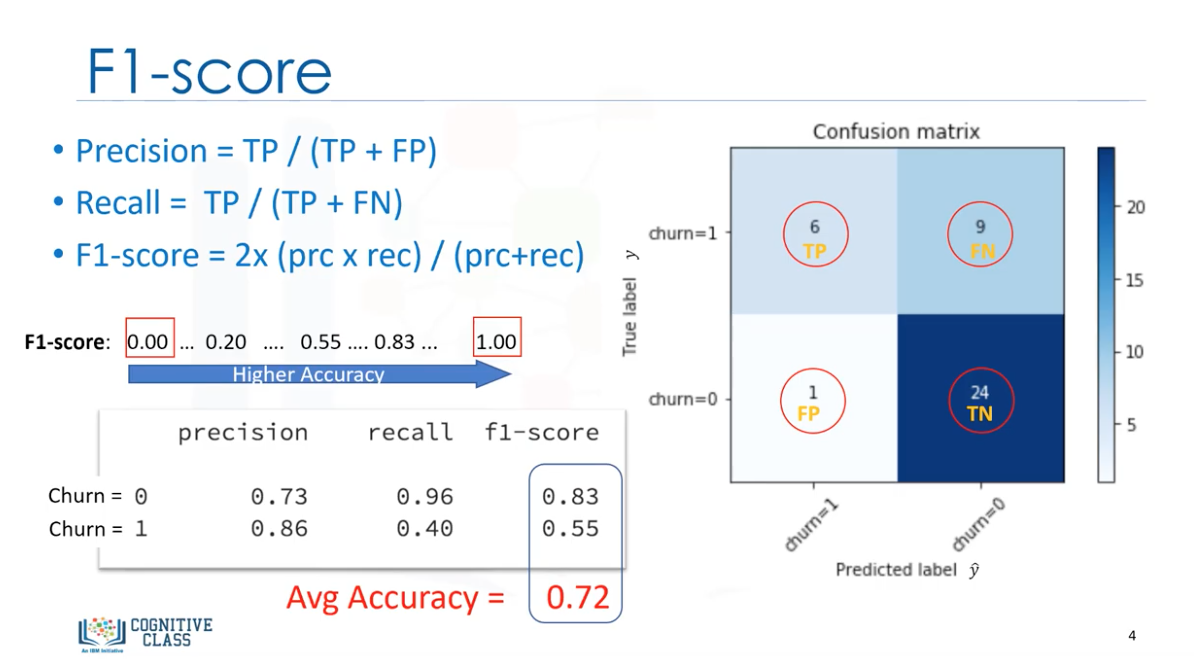 F1-score
• Precision = TP / (TP + FP)
• Recall =  TP / (TP + FN)
• F1-score = 2x (prc x rec) / (prc+rec)
F1-score: 0.00 ... 0.20 .... 0.55 .... 0.83 ... 1.00
Higher Accuracy
precision recall f1-score
Churn = 0 0.73 0.96 0.83
Churn = 1 0.86 0.40 0.55
Avg Accuracy = 0.72
Confusion matrix
True label y
churn=1
churn=0
6
TP
9
FN
1
FP
24
TN
churn=1
churn=0
Predicted label ŷ
20
15
10
5
COGNITIVE
CLASS
An IBM Initiative
4